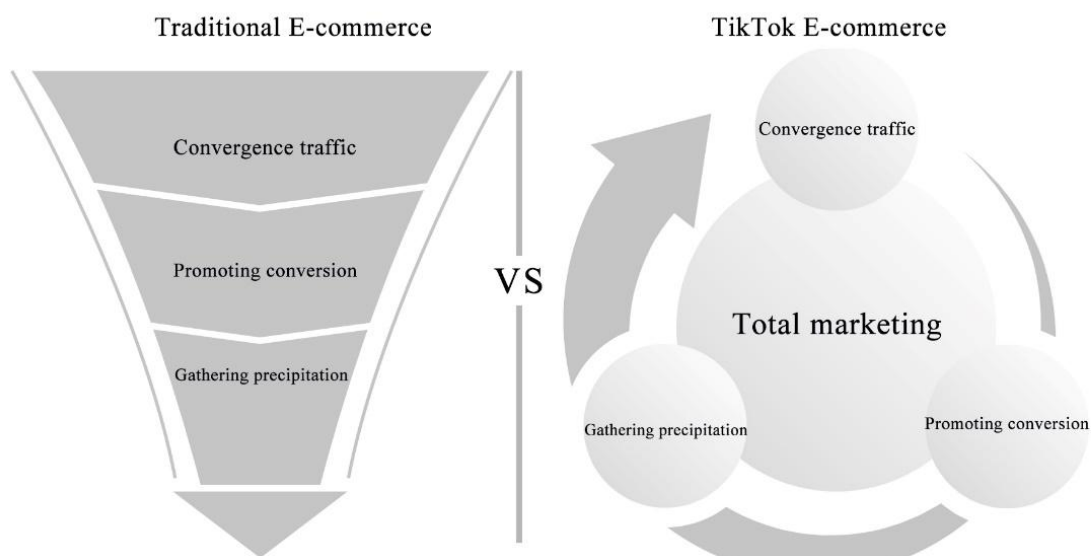 Traditional E-commerce
Convergence traffic
Promoting conversion
Gathering precipitation
VS
TikTok E-commerce
Convergence traffic
Total marketing
Gathering precipitation
Promoting conversion